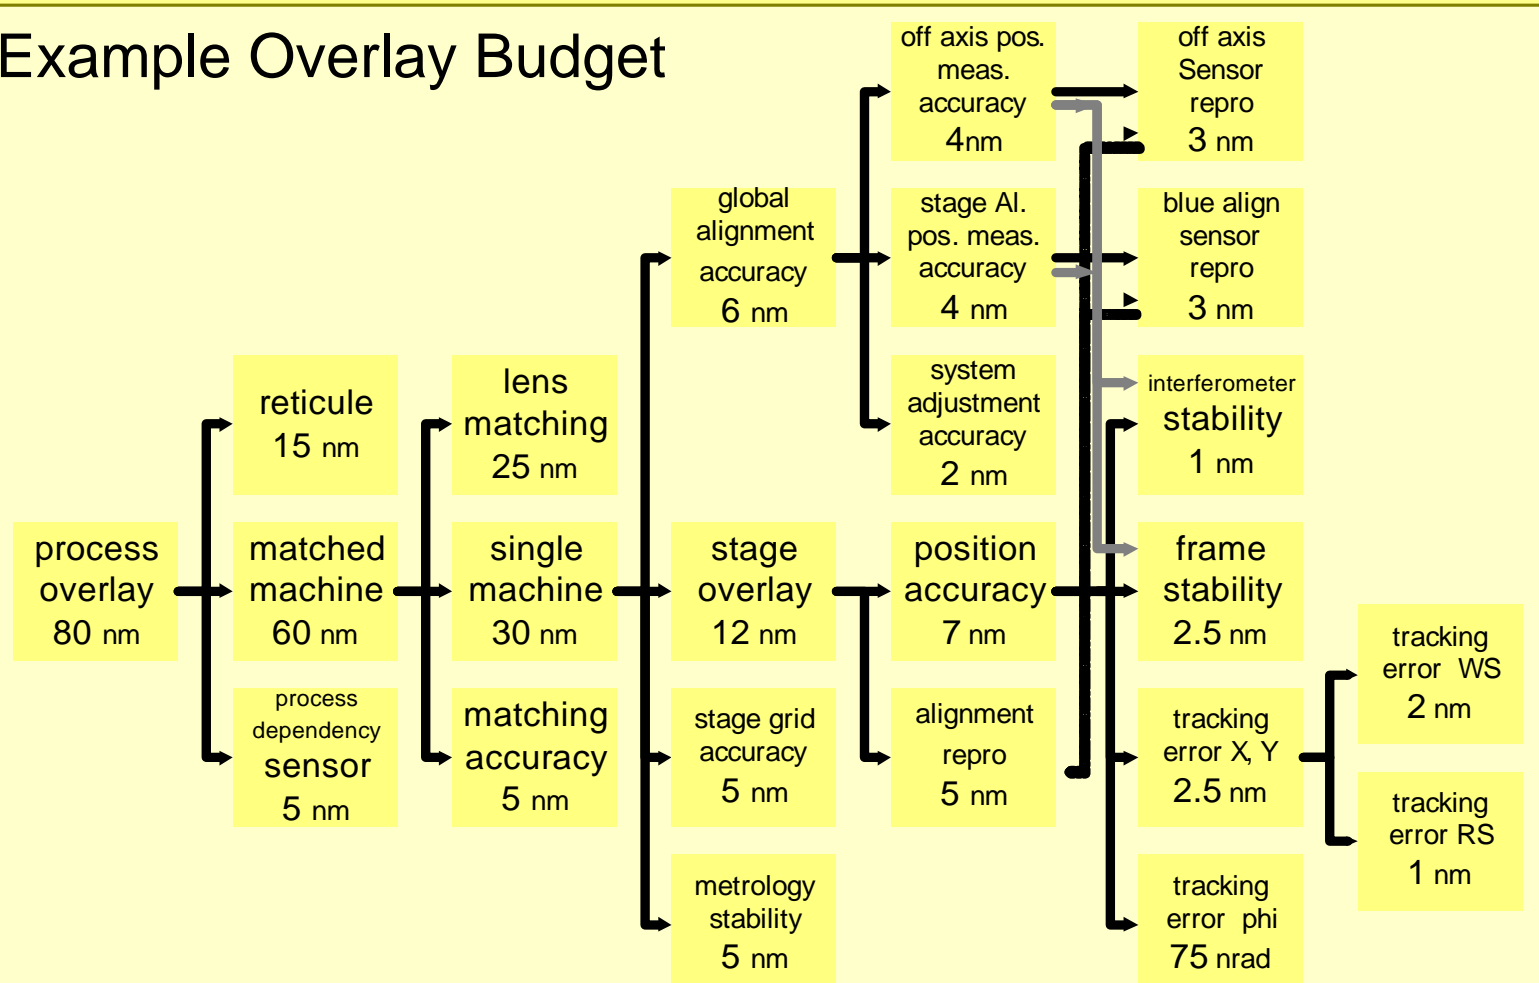 Example Overlay Budget
off axis pos.
meas.
accuracy
4nm
off axis
Sensor
repro
3 nm
global
alignment
accuracy
6 nm
stage Al.
pos. meas.
accuracy
4 nm
blue align
sensor
repro
3 nm
reticule
15 nm
lens
matching
25 nm
system
adjustment
accuracy
2 nm
interferometer
stability
1 nm
process
overlay
80 nm
matched
machine
60 nm
single
machine
30 nm
stage
overlay
12 nm
position
accuracy
7 nm
frame
stability
2.5 nm
tracking
error WS
2 nm
process
dependency
sensor
5 nm
matching
accuracy
5 nm
stage grid
accuracy
5 nm
alignment
repro
5 nm
tracking
error X, Y
2.5 nm
tracking
error RS
1 nm
metrology
stability
5 nm
tracking
error phi
75 nrad